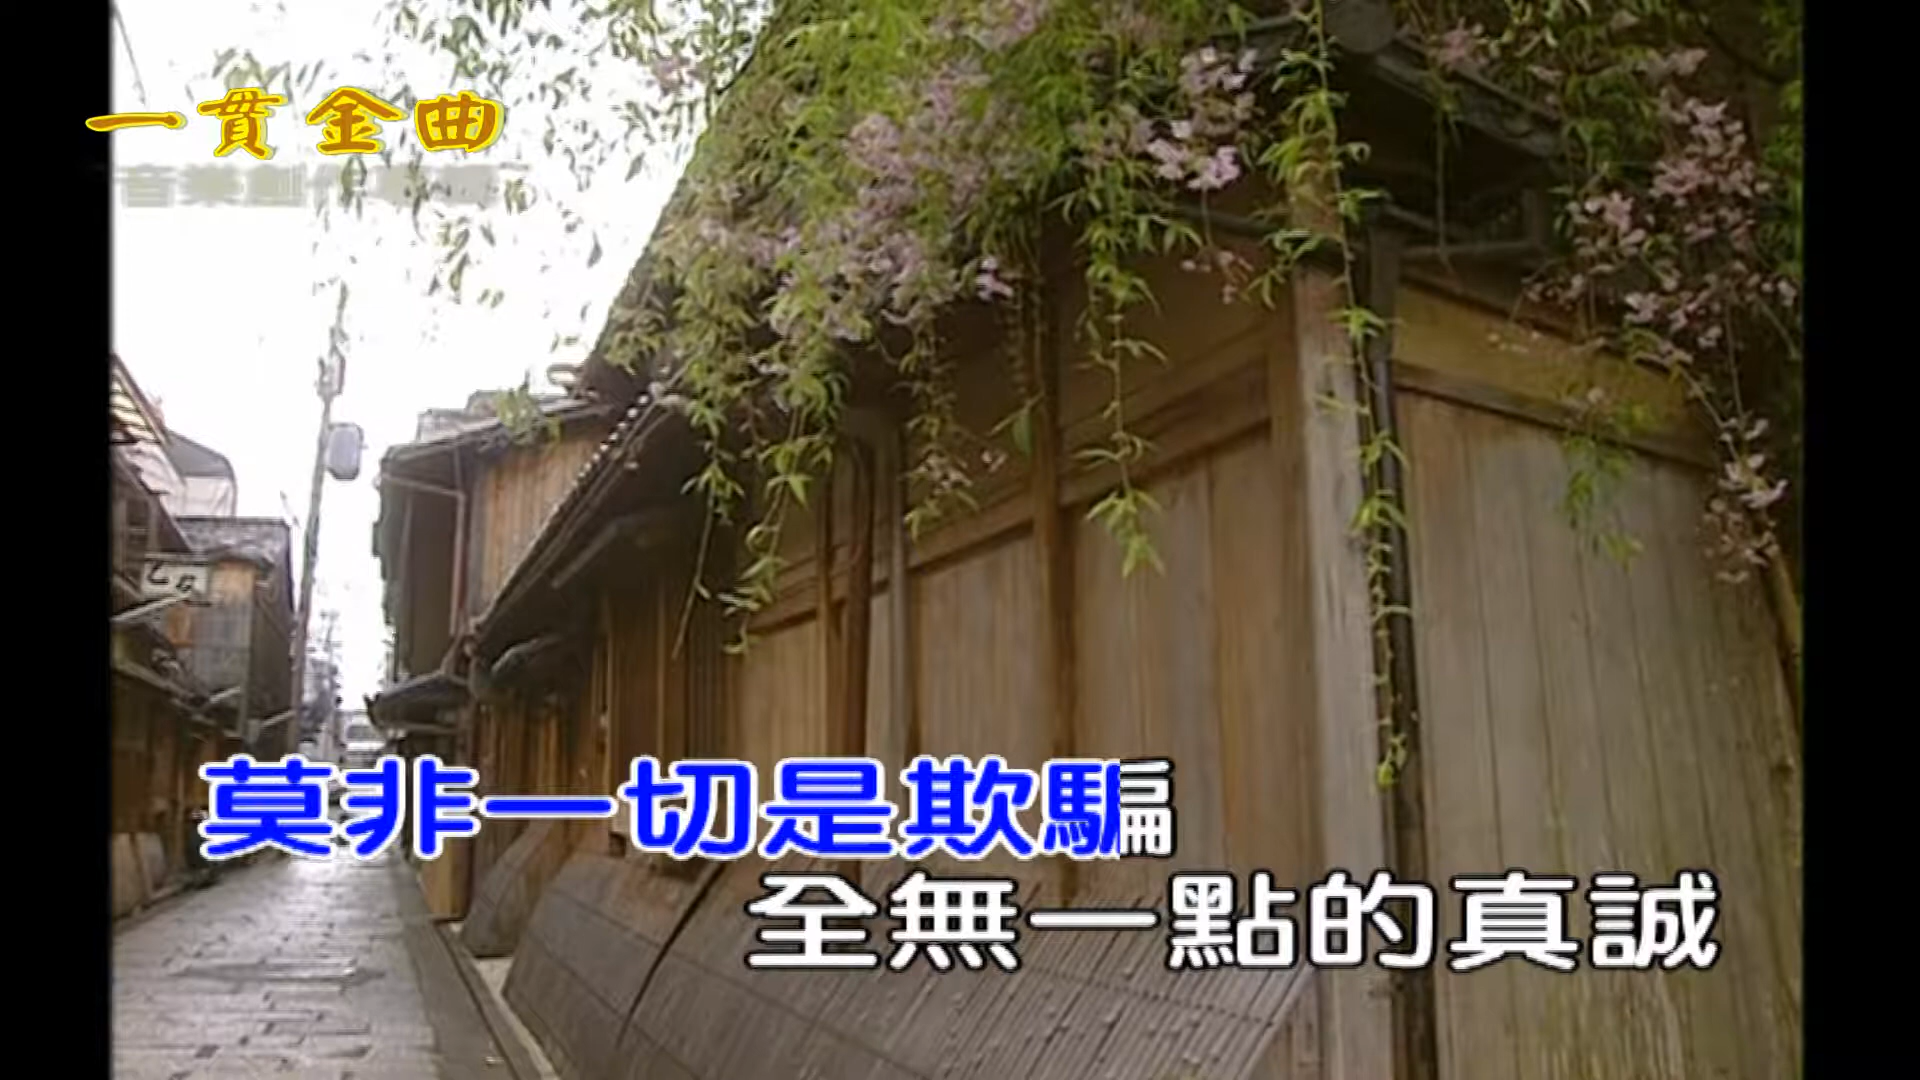 一貫金曲
莫非一切是欺騙
全無一點的真誠